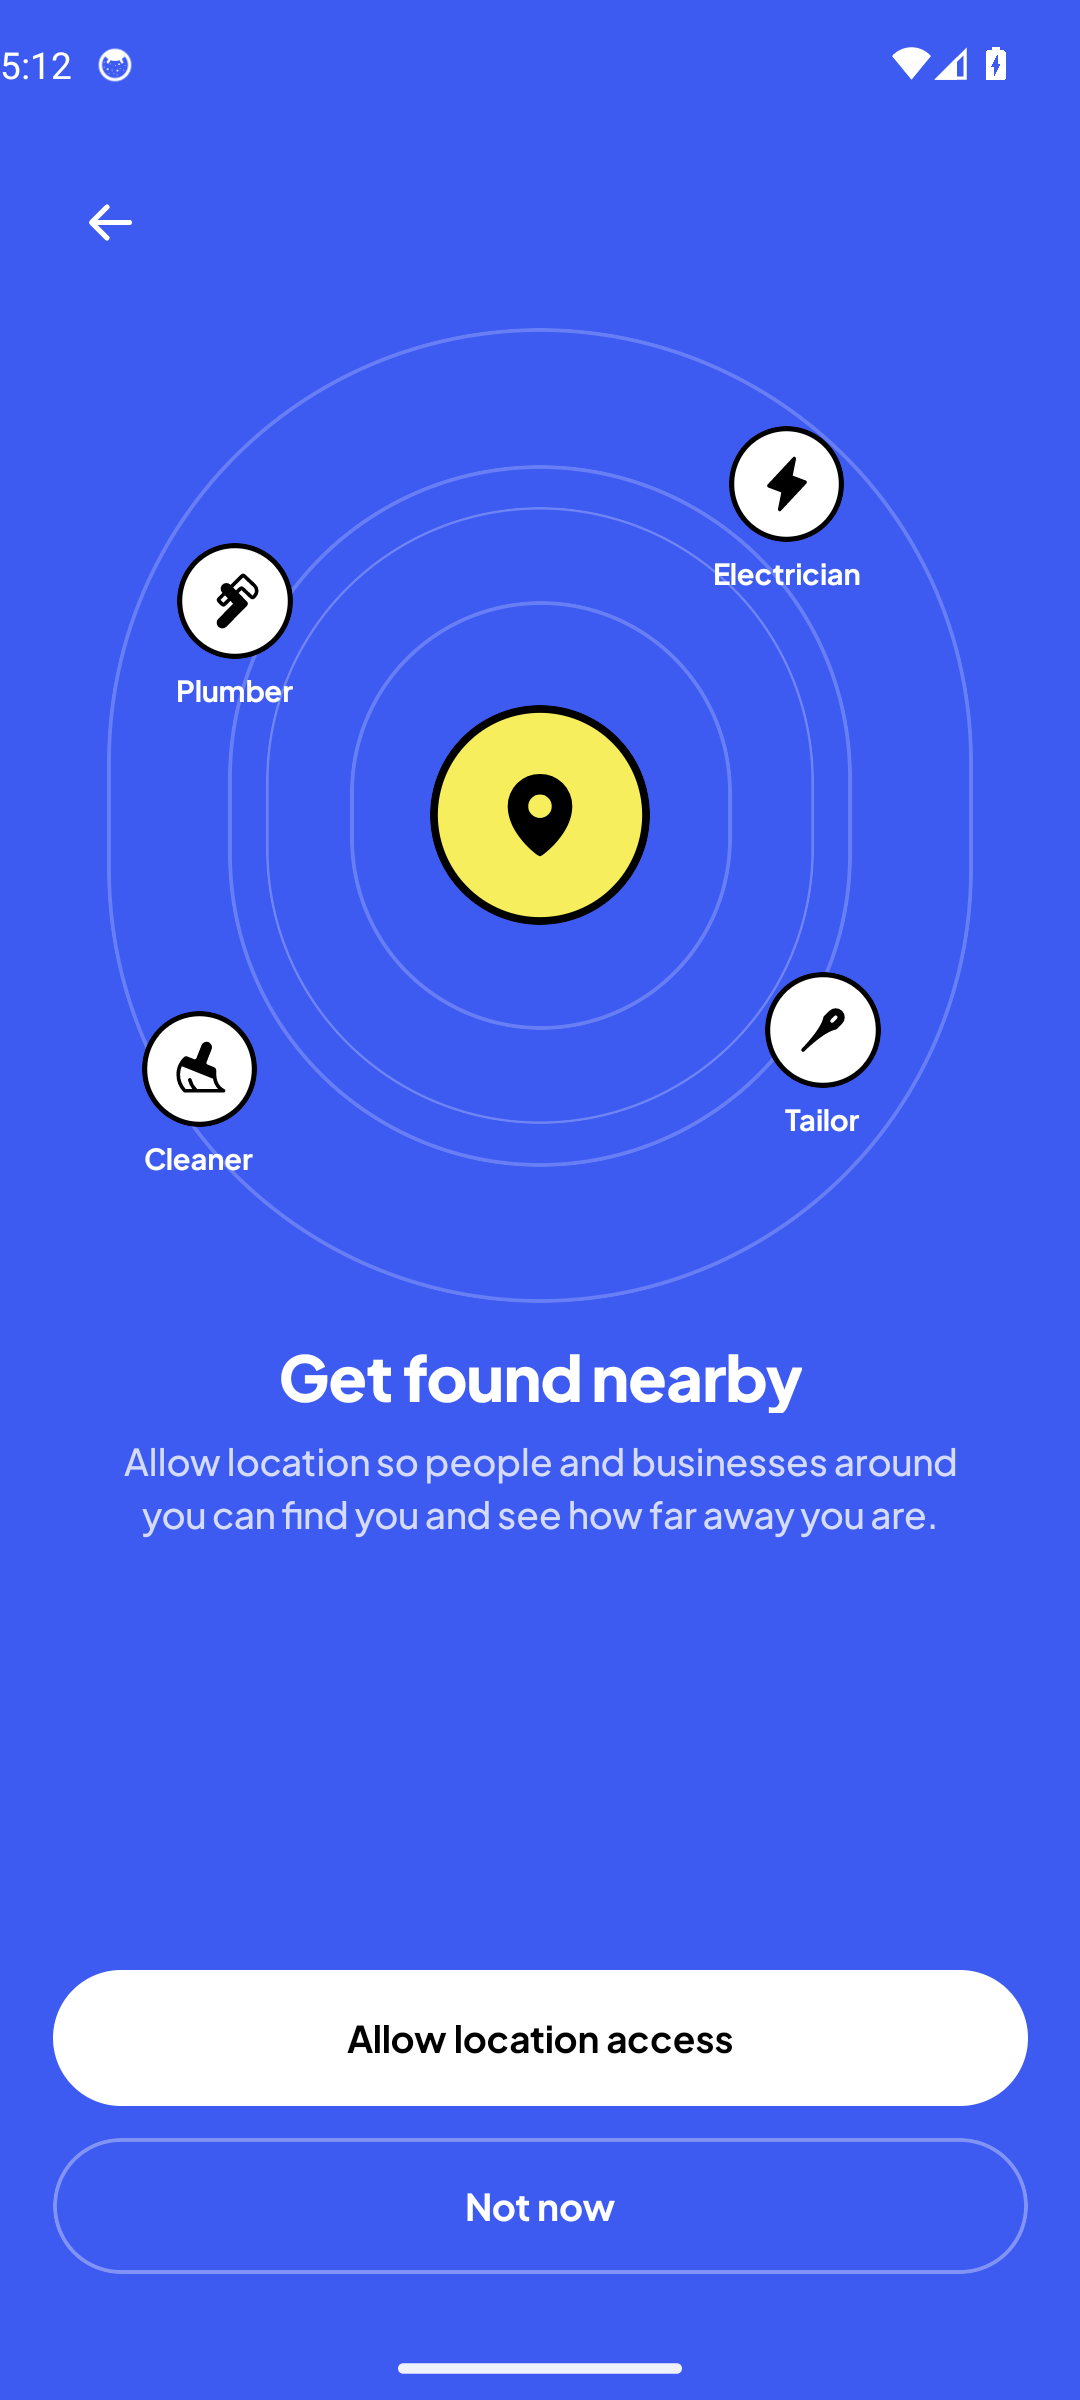 5:12
Electrician
Plumber
Tailor
Cleaner
Get found nearby
Allow location so people and businesses around
you can find you and see how far away you are.
Allow location access
Not now